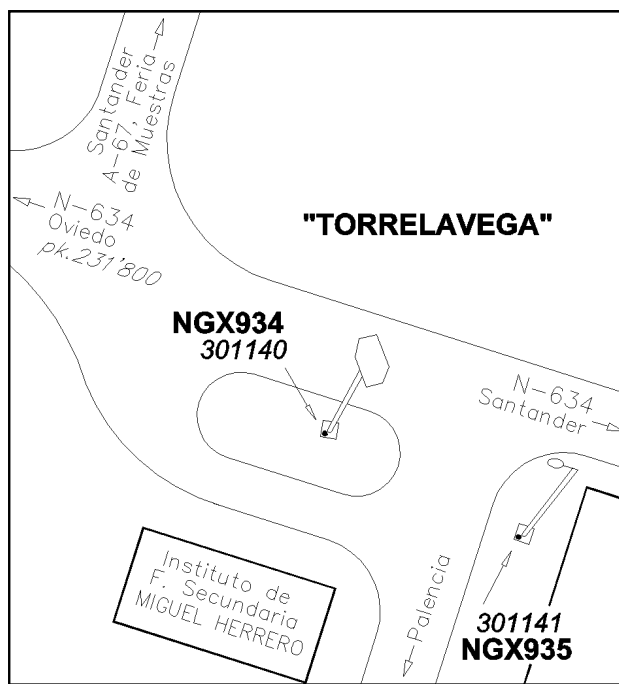 Santander
A-67, Feria
de Muestras
N-634
Oviedo
pk.231'800
"TORRELAVEGA"
NGX934
301140
N-634
Santander
Instituto de
F. Secundaria
MIGUEL HERRERO
Palencia
301141
NGX935